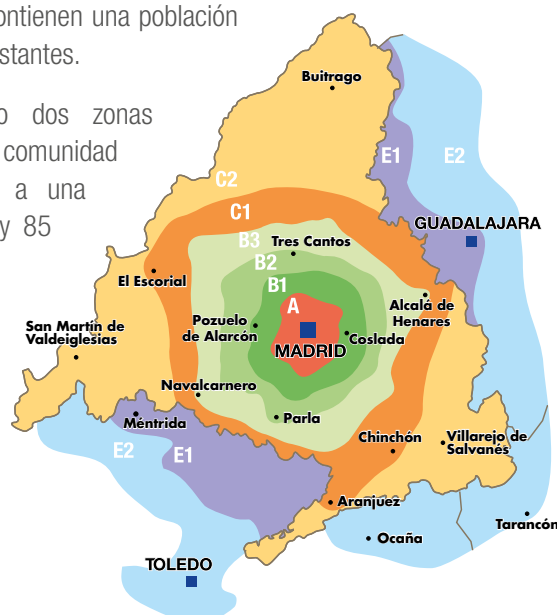 ontienen una población
stantes.
o dos zonas
comunidad
a una
y 85
Buitrago
E1
E2
C2
C1
GUADALAJARA
B3
Tres Cantos
B2
El Escorial
B1
A
Alcalá de
Henares
San Martín de
Valdeiglesias
Pozuelo
de Alarcón
Coslada
MADRID
Navalcarnero
Méntrida
Parla
Chinchón
Villarejo de
Salvanés
E2
E1
Aranjuez
Tarancón
Ocaña
TOLEDO